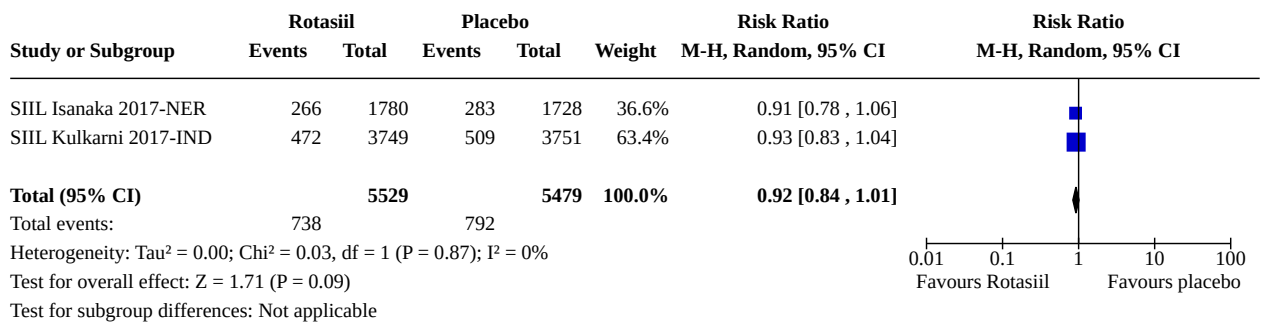 Rotasiil Placebo Risk Ratio Risk Ratio
Study or Subgroup Events Total Events Total Weight M-H, Random, 95% CI M-H, Random, 95% CI
SIIL Isanaka 2017-NER 266 1780 283 1728 36.6% 0.91 [0.78 , 1.06]
SIIL Kulkarni 2017-IND 472 3749 509 3751 63.4% 0.93 [0.83 , 1.04]
Total (95% CI) 5529 5479 100.0% 0.92 [0.84 , 1.01]
Total events: 738 792
Heterogeneity: Tau² = 0.00; Chi² = 0.03, df = 1 (P = 0.87); I² = 0%
0.01 0.1 1 10 100
Test for overall effect: Z = 1.71 (P = 0.09) Favours Rotasiil Favours placebo
Test for subgroup differences: Not applicable